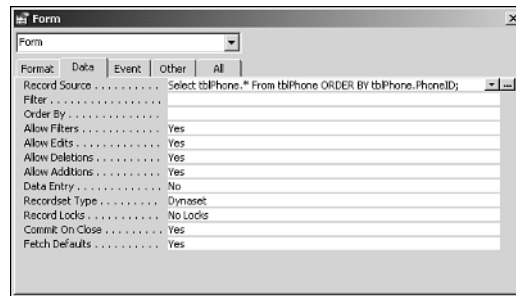 Form
Form
Format Data Event Other All
Record Source . . . . . . . . . . Select tblPhone.* From tblPhone ORDER BY tblPhone.PhoneID;
Filter . . . . . . . . . . . . . . . . .
Order By . . . . . . . . . . . . . .
Allow Filters . . . . . . . . . . . Yes
Allow Edits . . . . . . . . . . . . Yes
Allow Deletions . . . . . . . . . Yes
Allow Additions . . . . . . . . . Yes
Data Entry . . . . . . . . . . . . . No
Recordset Type . . . . . . . . Dynaset
Record Locks . . . . . . . . . . . No Locks
Commit On Close . . . . . . . . . Yes
Fetch Defaults . . . . . . . . . . Yes